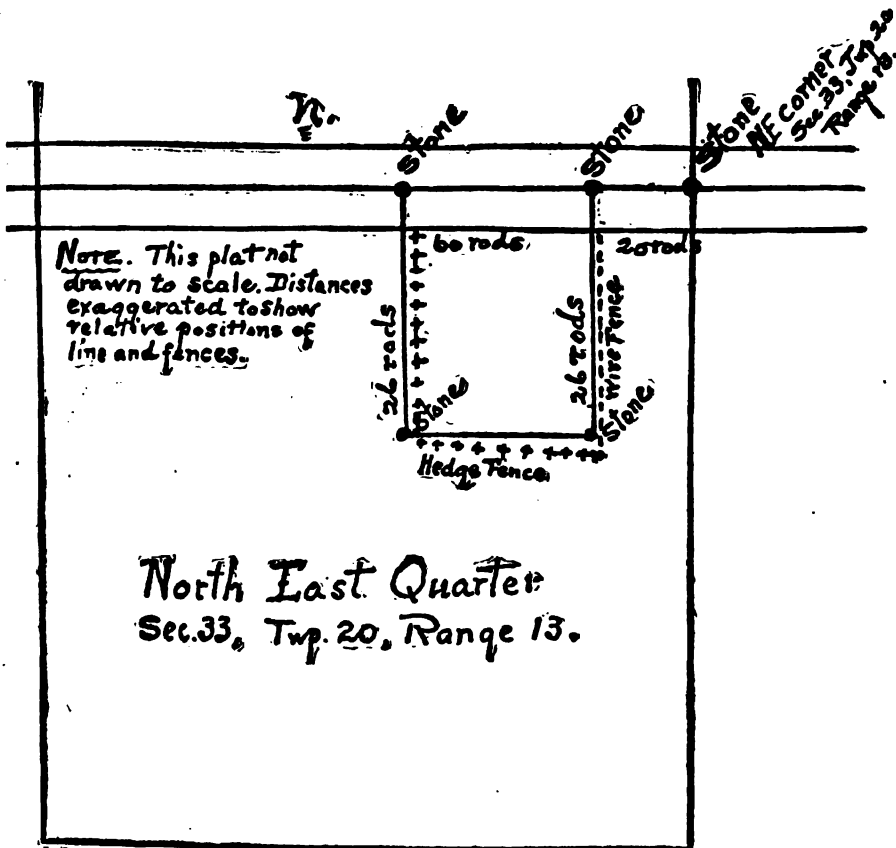 N.
Stone
Stone
Stone
NE Corner
Sec. 33, Twp. 20
Range 13.
60 rods
20 rods
Note. This plat not
drawn to scale. Distances
exaggerated to show
relative positions of
line and fences.
26 rods
26 rods
Wire Fence
Stone
Stone
Hedge Fence
North East Quarter
Sec. 33, Twp. 20, Range 13.